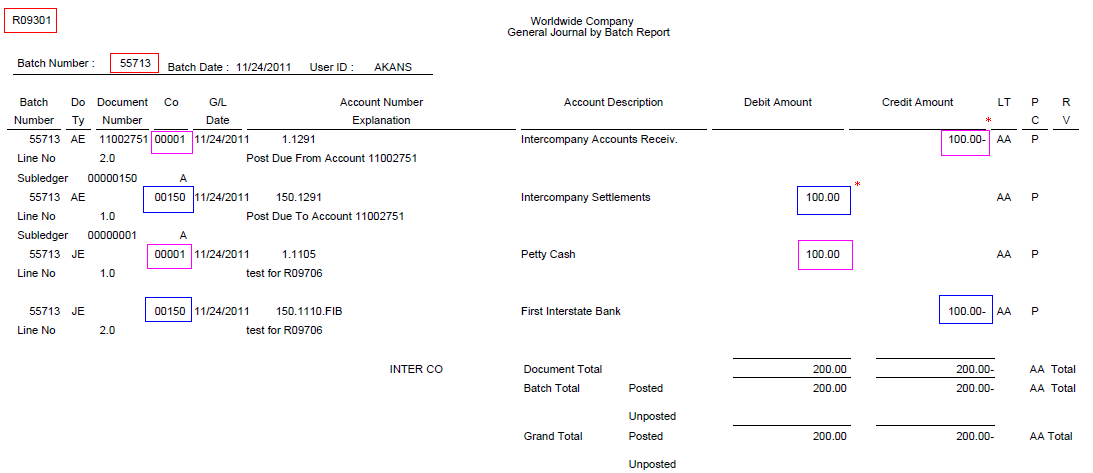 R09301
Worldwide Company
General Journal by Batch Report
Batch Number : 55713 Batch Date : 11/24/2011 User ID : AKANS
Batch Do Document Co G/L Account Number Account Description Debit Amount Credit Amount LT P R
Number Ty Number Date Explanation C V
*
55713 AE 11002751 00001 11/24/2011 1.1291 Intercompany Accounts Receiv. 100.00- AA P
Line No 2.0 Post Due From Account 11002751
Subledger 00000150 A
*
55713 AE 00150 11/24/2011 150.1291 Intercompany Settlements 100.00 AA P
Line No 1.0 Post Due To Account 11002751
Subledger 00000001 A
55713 JE 00001 11/24/2011 1.1105 Petty Cash 100.00 AA P
Line No 1.0 test for R09706
55713 JE 00150 11/24/2011 150.1110.FIB First Interstate Bank 100.00- AA P
Line No 2.0 test for R09706
INTER CO Document Total 200.00 200.00- AA Total
Batch Total Posted 200.00 200.00- AA Total
Unposted
Grand Total Posted 200.00 200.00- AA Total
Unposted